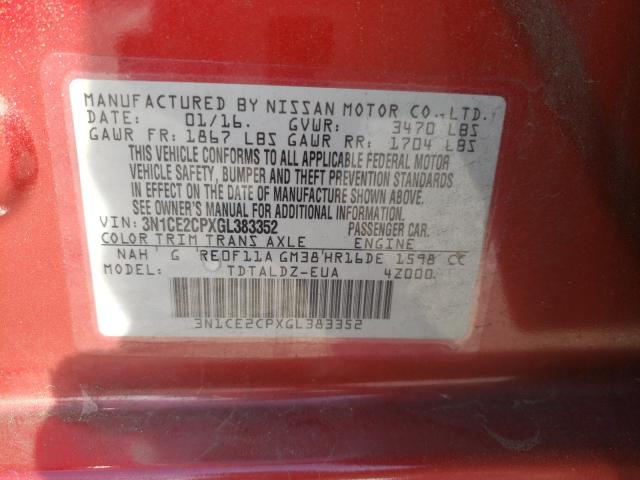 MANUFACTURED BY NISSAN MOTOR CO.,LTD.
DATE: 01/16. GVWR: 3470 LBS
GAWR FR: 1867 LBS GAWR RR: 1704 LBS
THIS VEHICLE CONFORMS TO ALL APPLICABLE FEDERAL MOTOR
VEHICLE SAFETY, BUMPER AND THEFT PREVENTION STANDARDS
IN EFFECT ON THE DATE OF MANUFACTURE SHOWN ABOVE.
SEE OWNER'S MANUAL FOR ADDITIONAL INFORMATION.
VIN: 3N1CE2CPXGL383352 PASSENGER CAR.
COLOR TRIM TRANS AXLE ENGINE
NAH G RE0F11A GM38 HR16DE 1598 CC
MODEL: TDTALDZ-EUA 4Z000
3N1CE2CPXGL383352